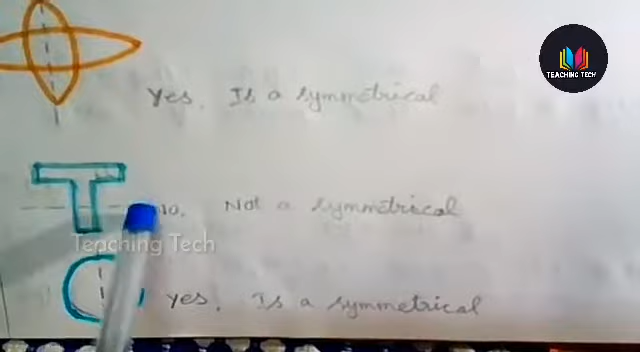 TEACHING TECH
Yes. Is a symmetrical
no. Not a symmetrical
Teaching Tech
Yes. Is a symmetrical